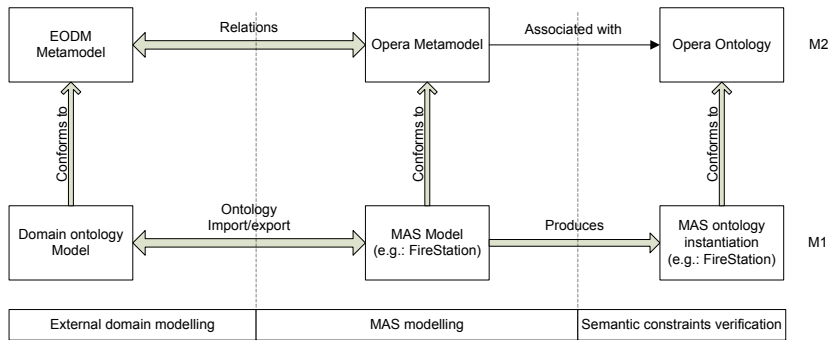 EODM
Metamodel
Relations
Opera Metamodel
Associated with
Opera Ontology
M2
Conforms to
Conforms to
Conforms to
Domain ontology
Model
Ontology
Import/export
MAS Model
(e.g.: FireStation)
Produces
MAS ontology
instantiation
(e.g.: FireStation)
M1
External domain modelling
MAS modelling
Semantic constraints verification